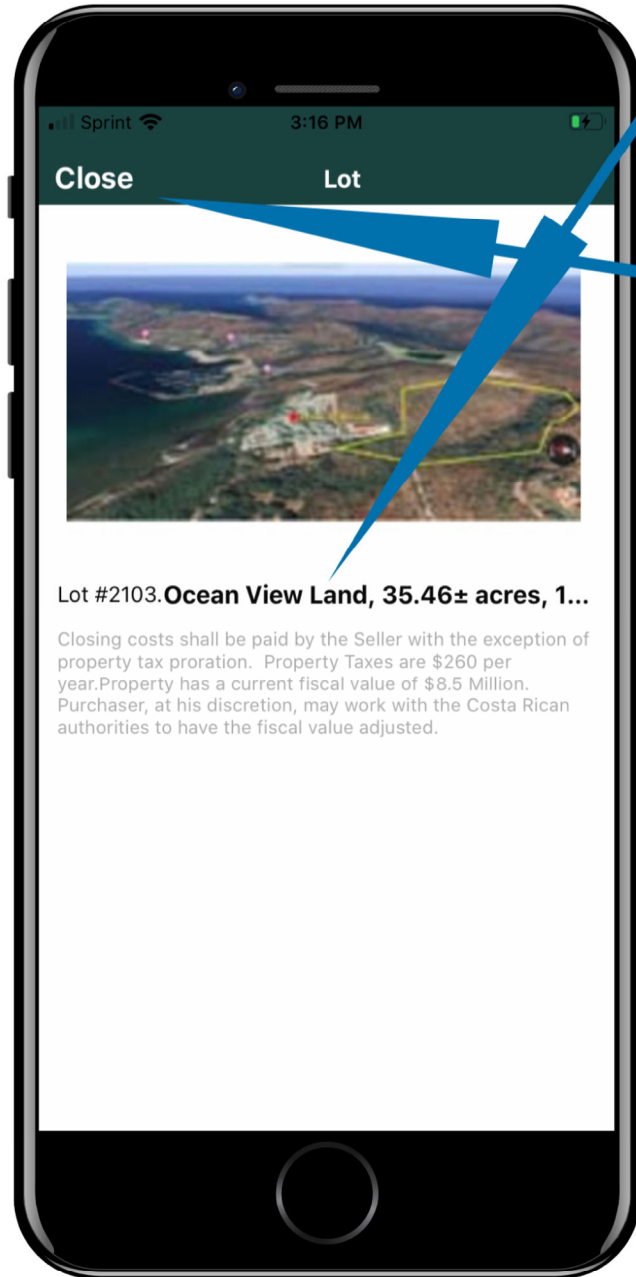 Sprint 3:16 PM
Close Lot
Lot #2103.Ocean View Land, 35.46± acres, 1...
Closing costs shall be paid by the Seller with the exception of
property tax proration.  Property Taxes are $260 per
year.Property has a current fiscal value of $8.5 Million.
Purchaser, at his discretion, may work with the Costa Rican
authorities to have the fiscal value adjusted.